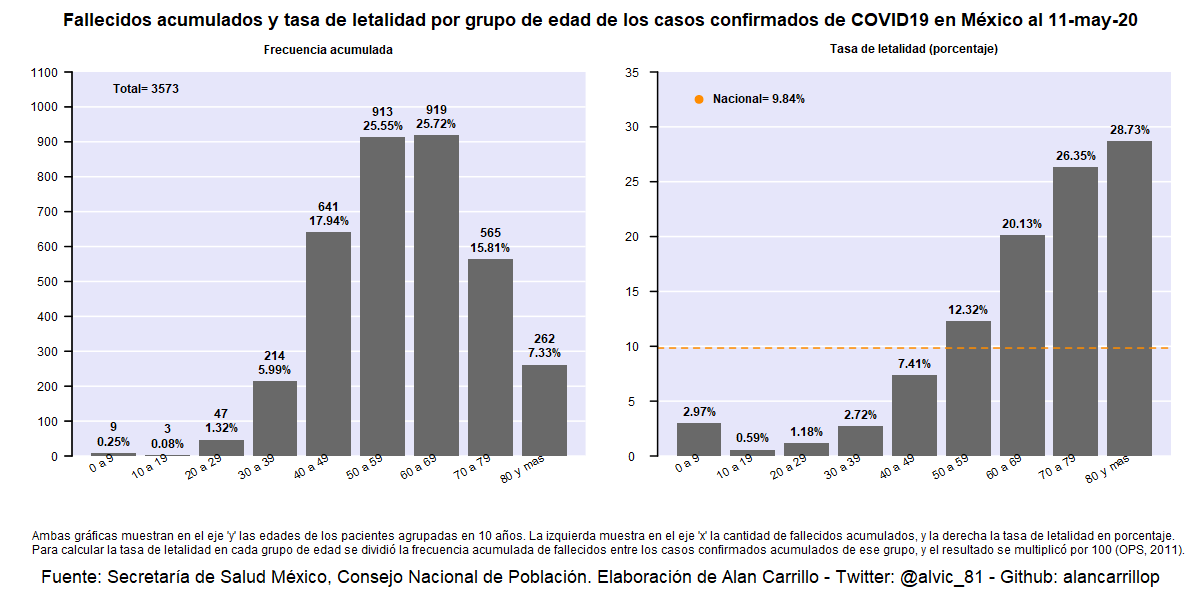 Fallecidos acumulados y tasa de letalidad por grupo de edad de los casos confirmados de COVID19 en México al 11-may-20
Frecuencia acumulada
1100
1000
900
800
700
600
500
400
300
200
100
0
Total= 3573
9
0.25%
3
0.08%
47
1.32%
214
5.99%
641
17.94%
913
25.55%
919
25.72%
565
15.81%
262
7.33%
0 a 9
10 a 19
20 a 29
30 a 39
40 a 49
50 a 59
60 a 69
70 a 79
80 y mas
Tasa de letalidad (porcentaje)
35
30
25
20
15
10
5
0
Nacional= 9.84%
2.97%
0.59%
1.18%
2.72%
7.41%
12.32%
20.13%
26.35%
28.73%
0 a 9
10 a 19
20 a 29
30 a 39
40 a 49
50 a 59
60 a 69
70 a 79
80 y mas
Ambas gráficas muestran en el eje 'y' las edades de los pacientes agrupadas en 10 años. La izquierda muestra en el eje 'x' la cantidad de fallecidos acumulados, y la derecha la tasa de letalidad en porcentaje.
Para calcular la tasa de letalidad en cada grupo de edad se dividió la frecuencia acumulada de fallecidos entre los casos confirmados acumulados de ese grupo, y el resultado se multiplicó por 100 (OPS, 2011).
Fuente: Secretaría de Salud México, Consejo Nacional de Población. Elaboración de Alan Carrillo - Twitter: @alvic_81 - Github: alancarrillop